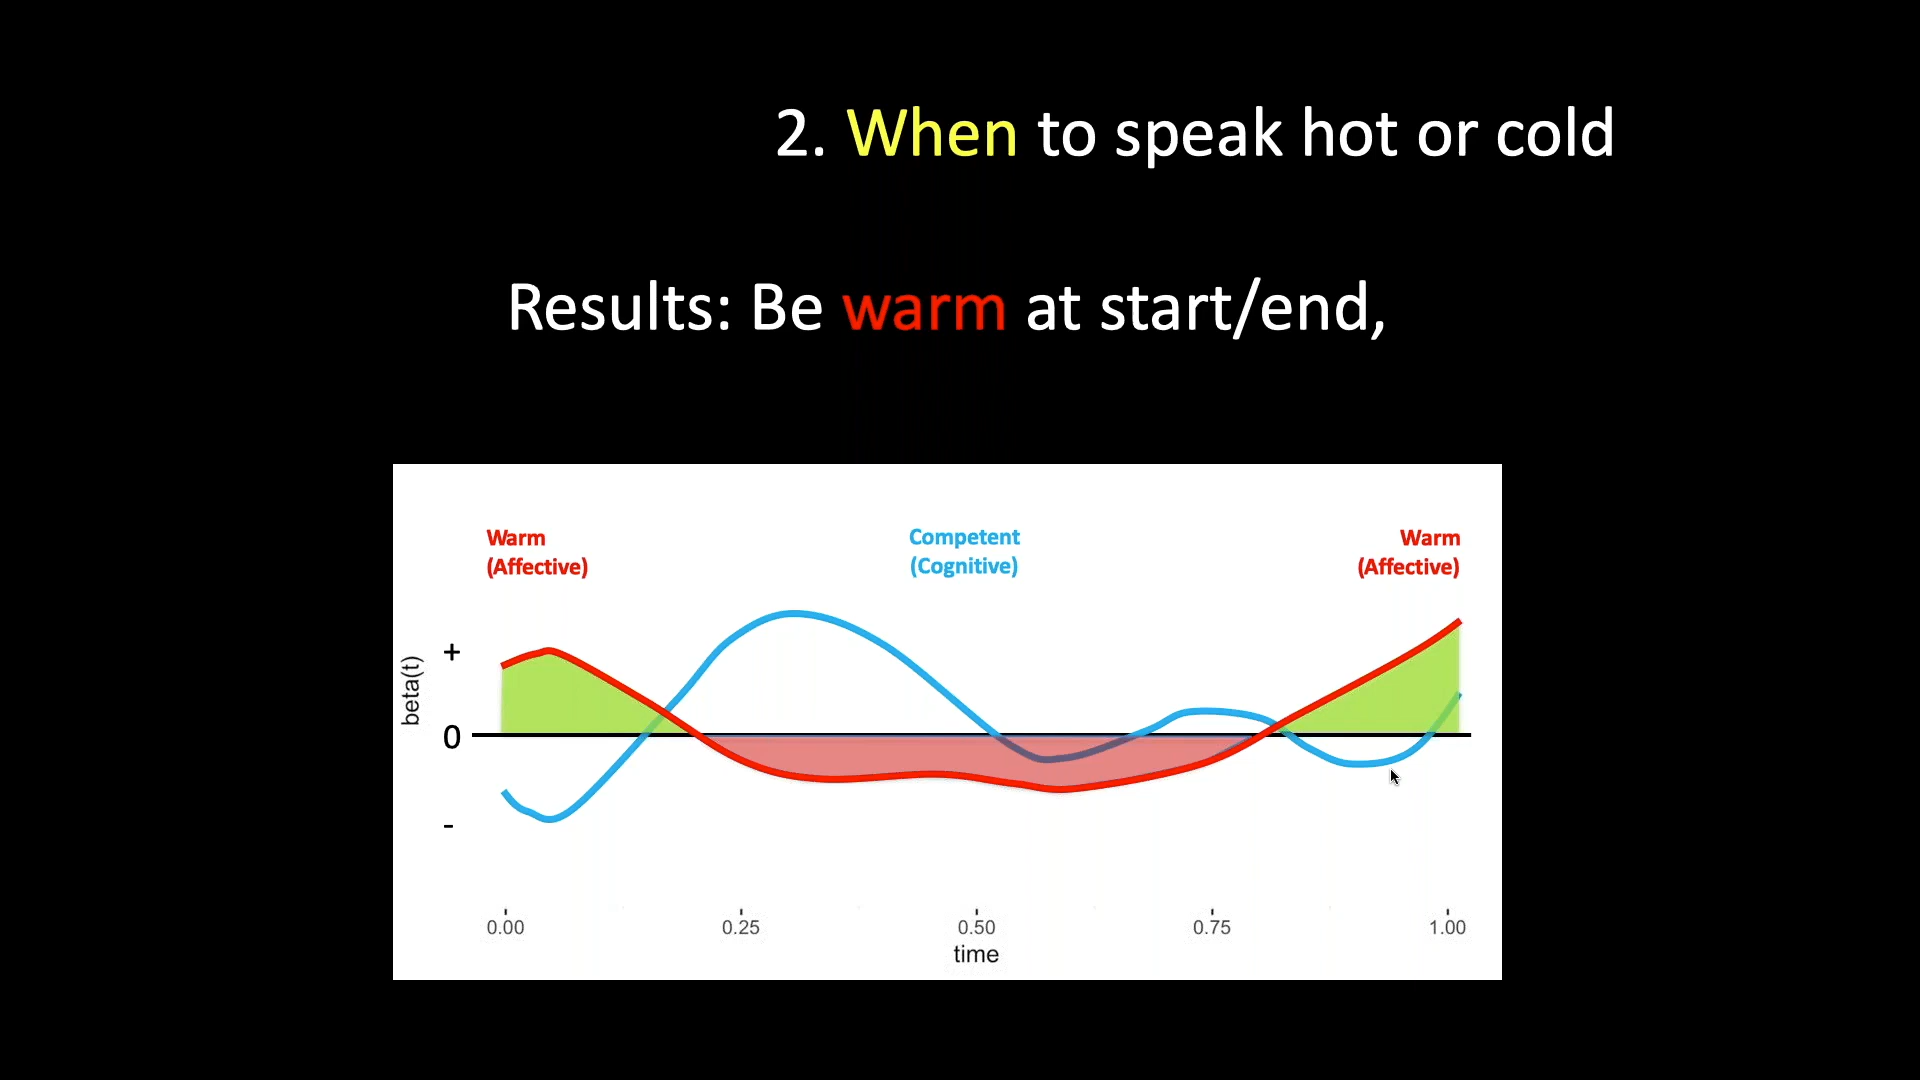 2. When to speak hot or cold
Results: Be warm at start/end,
Warm
(Affective)
Competent
(Cognitive)
Warm
(Affective)
beta(t)
+
0
-
0.00
0.25
0.50
0.75
1.00
time